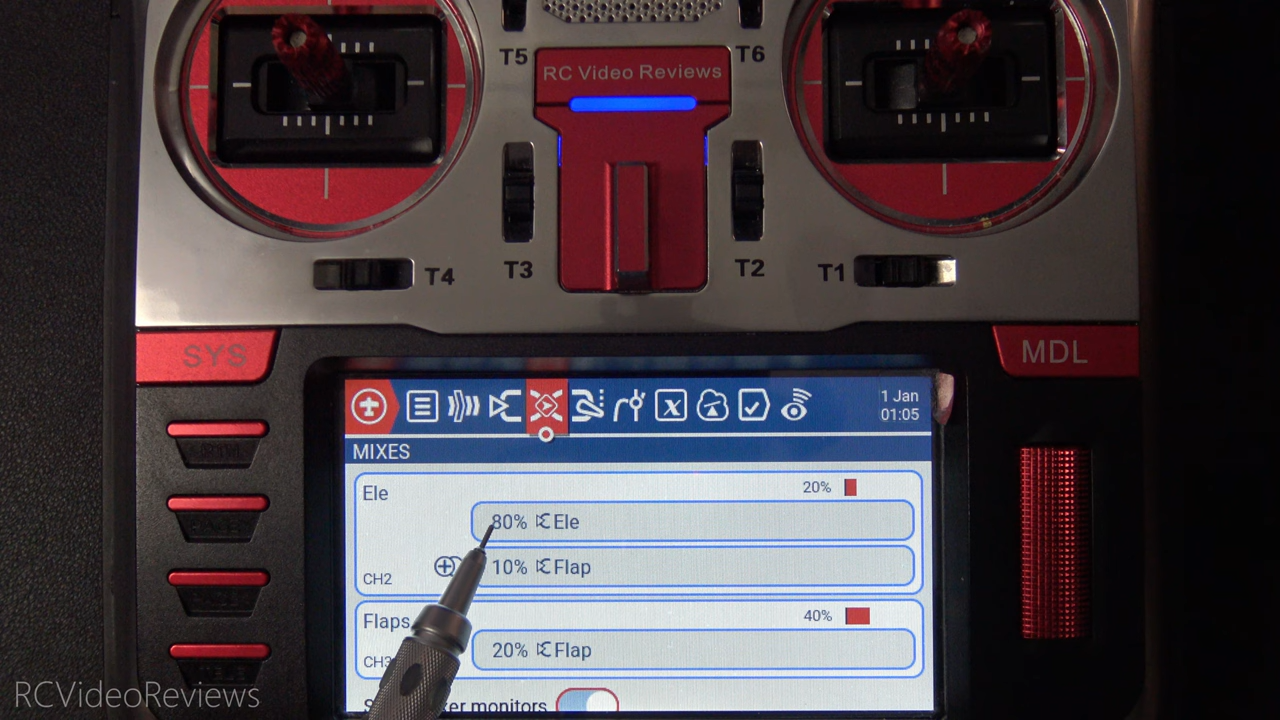 T5
T6
RC Video Reviews
T4
T3
T2
T1
SYS
MDL
1 Jan
01:05
MIXES
Ele
20%
80% Ele
CH2
10% Flap
Flaps
40%
20% Flap
CH3
monitors
RCVideoReviews